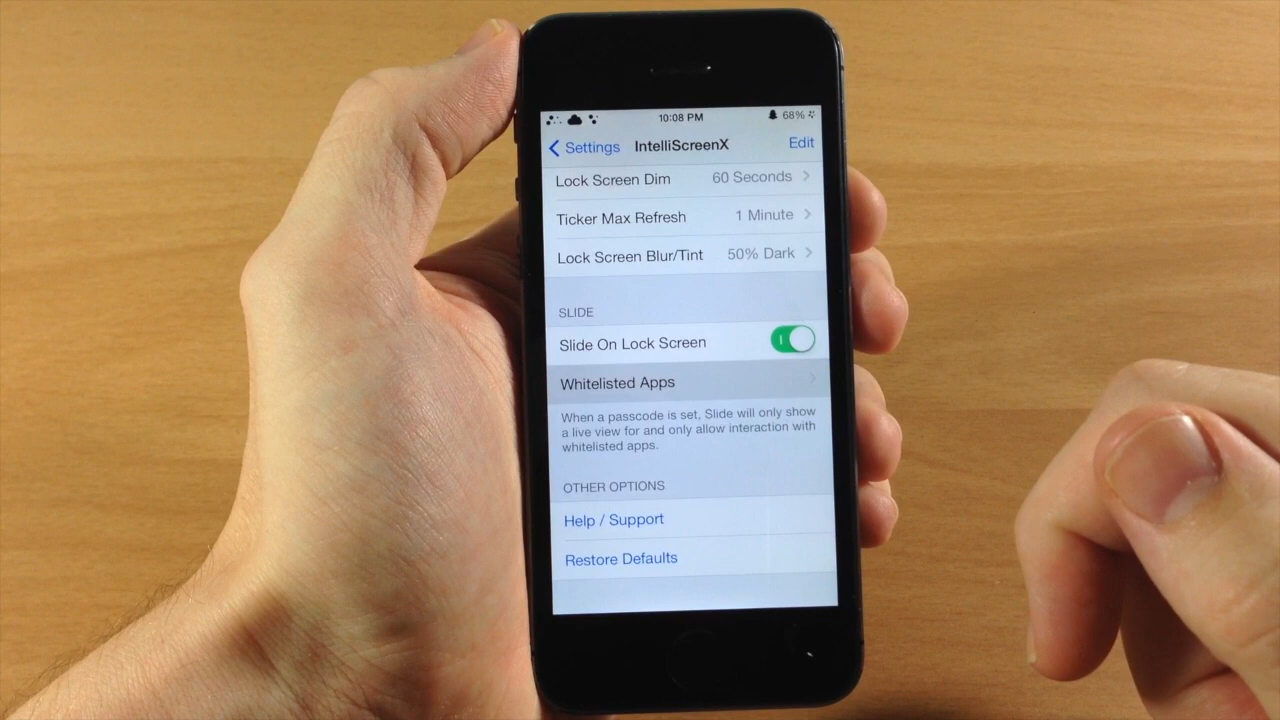 10:08 PM 68%
Settings IntelliScreenX Edit
Lock Screen Dim 60 Seconds
Ticker Max Refresh 1 Minute
Lock Screen Blur/Tint 50% Dark
SLIDE
Slide On Lock Screen
Whitelisted Apps
When a passcode is set, Slide will only show
a live view for and only allow interaction with
whitelisted apps.
OTHER OPTIONS
Help / Support
Restore Defaults